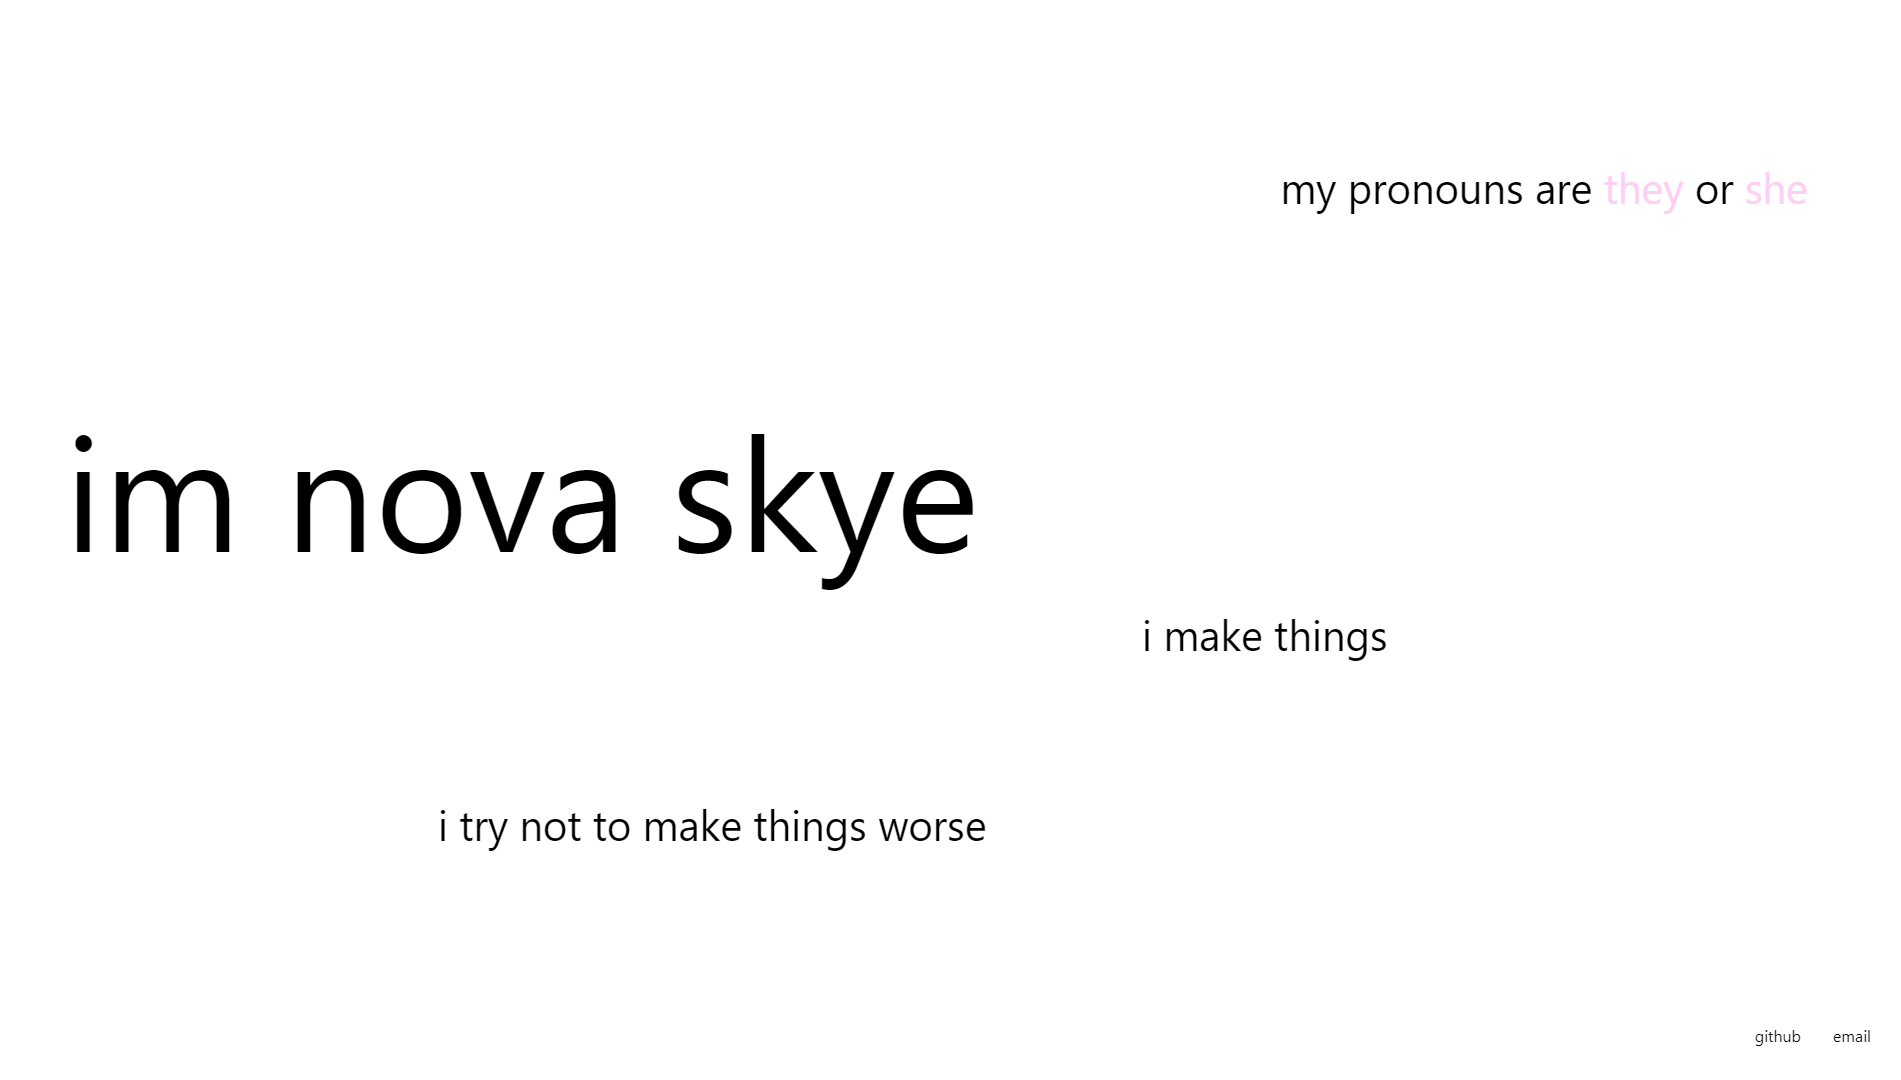 my pronouns are they or she
im nova skye
i make things
i try not to make things worse
github email